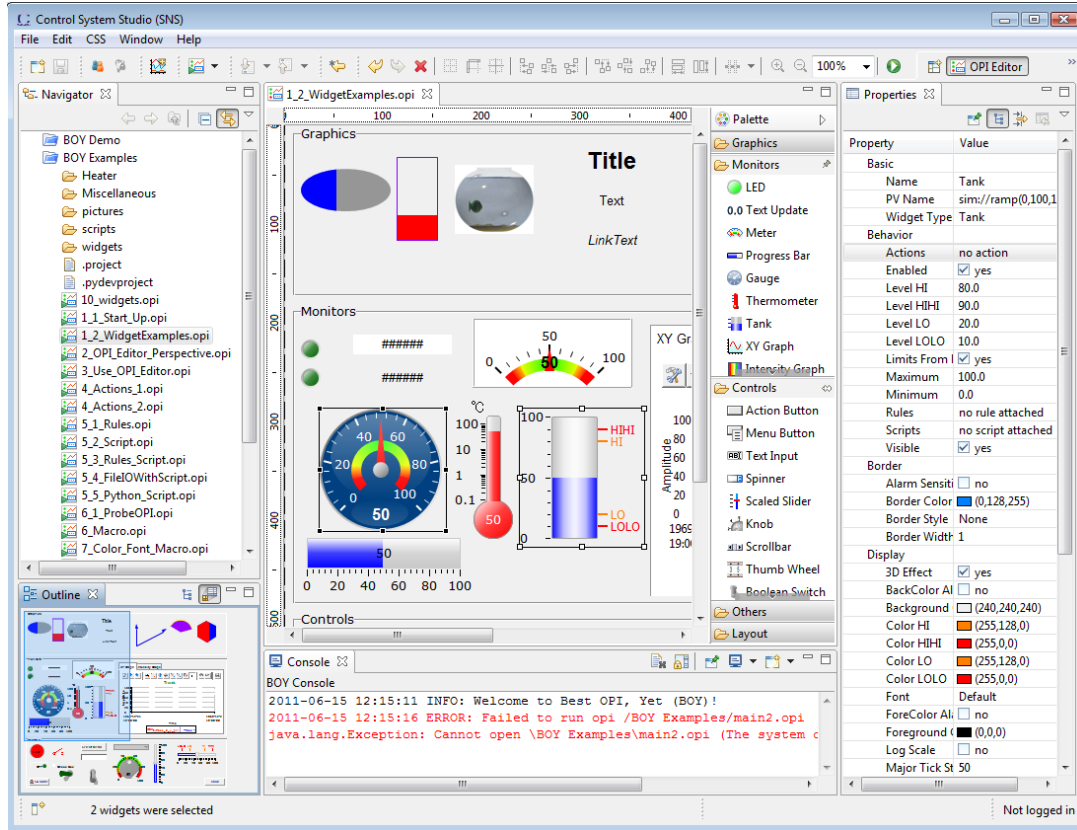 Control System Studio (SNS)
File Edit CSS Window Help
100%
»
OPI Editor
Navigator
BOY Demo
BOY Examples
Heater
Miscellaneous
pictures
scripts
widgets
.project
.pydevproject
10_widgets.opi
1_1_Start_Up.opi
1_2_WidgetExamples.opi
2_OPI_Editor_Perspective.opi
3_Use_OPI_Editor.opi
4_Actions_1.opi
4_Actions_2.opi
5_1_Rules.opi
5_2_Script.opi
5_3_Rules_Script.opi
5_4_FileIOWithScript.opi
5_5_Python_Script.opi
6_1_ProbeOPI.opi
6_Macro.opi
7_Color_Font_Macro.opi
Outline
1_2_WidgetExamples.opi
0 100 200 300 400
100
200
300
400
500
Graphics
Title
Text
LinkText
Monitors
######
######
0 50 100
50
XY Gr
0 20 40 60 80 100
50
°C
100
10
1
0.1
50
100
50
0
HIHI
HI
LO
LOLO
Amplitude
100
80
60
40
20
0
1969
19:00
50
0 20 40 60 80 100
Controls
Palette
Graphics
Monitors
LED
0.0 Text Update
Meter
Progress Bar
Gauge
Thermometer
Tank
XY Graph
Intensity Graph
Controls
Action Button
Menu Button
Text Input
Spinner
Scaled Slider
Knob
Scrollbar
Thumb Wheel
Boolean Switch
Others
Layout
Console
BOY Console
2011-06-15 12:15:11 INFO: Welcome to Best OPI, Yet (BOY)!
2011-06-15 12:15:16 ERROR: Failed to run opi /BOY Examples/main2.opi
java.lang.Exception: Cannot open \BOY Examples\main2.opi (The system c
Properties
Property Value
Basic
Name Tank
PV Name sim://ramp(0,100,1
Widget Type Tank
Behavior
Actions no action
Enabled yes
Level HI 80.0
Level HIHI 90.0
Level LO 20.0
Level LOLO 10.0
Limits From yes
Maximum 100.0
Minimum 0.0
Rules no rule attached
Scripts no script attached
Visible yes
Border
Alarm Sensiti no
Border Color (0,128,255)
Border Style None
Border Width 1
Display
3D Effect yes
BackColor Al no
Background (240,240,240)
Color HI (255,128,0)
Color HIHI (255,0,0)
Color LO (255,128,0)
Color LOLO (255,0,0)
Font Default
ForeColor Al no
Foreground (0,0,0)
Log Scale no
Major Tick St 50
2 widgets were selected
Not logged in